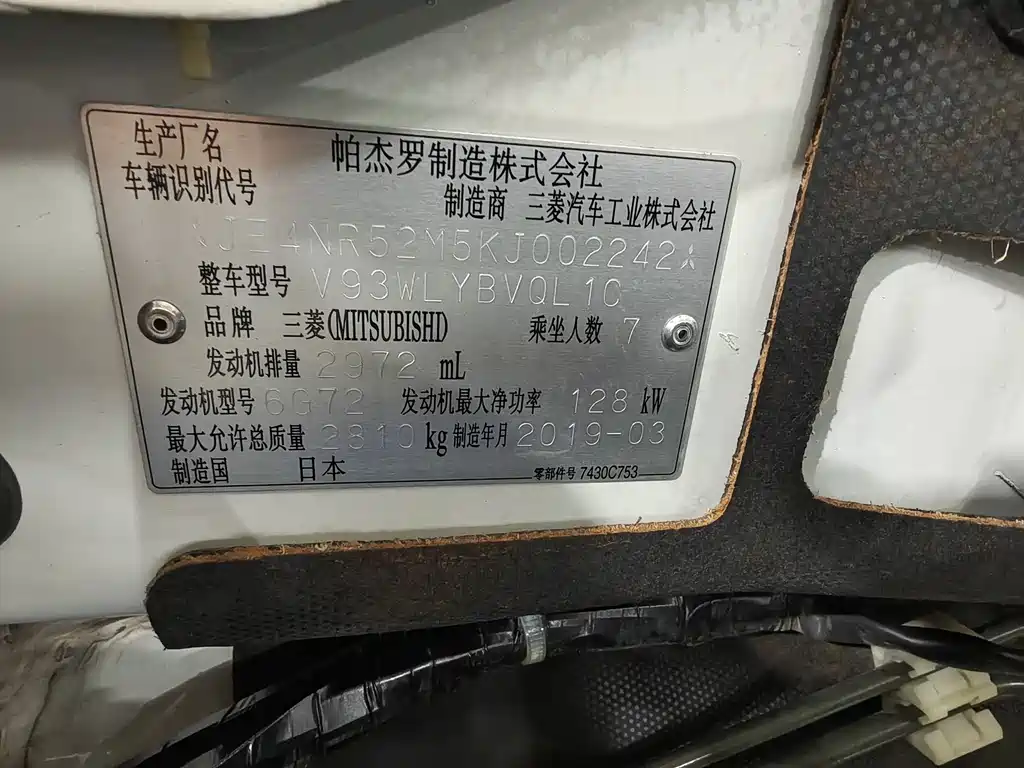 生产厂名 帕杰罗制造株式会社
车辆识别代号 制造商 三菱汽车工业株式会社
JE4NR52M5KJ002242
整车型号 V93WLYBVQL1C
品牌 三菱(MITSUBISHI) 乘坐人数 7
发动机排量 2972 mL
发动机型号 6G72 发动机最大净功率 128 kW
最大允许总质量 2810 kg 制造年月 2019-03
制造国 日本 零部件号 7430C753